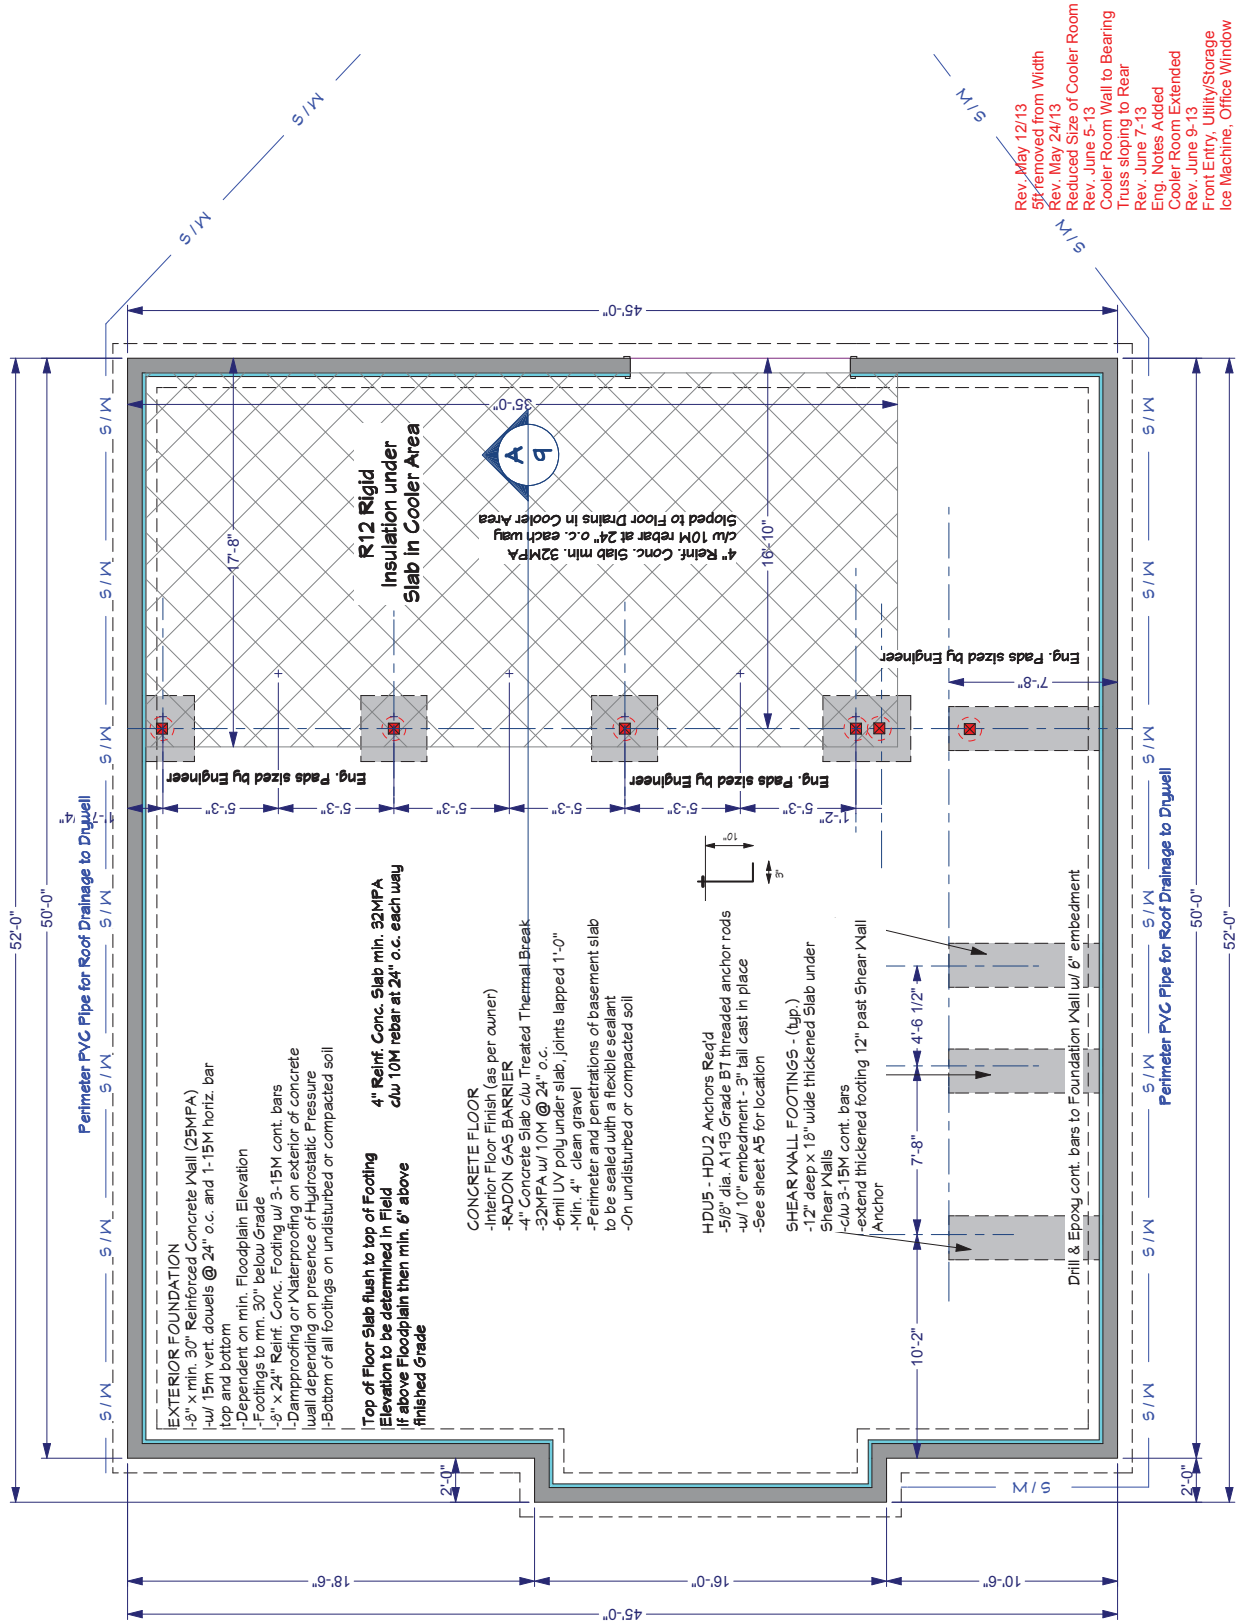 Rev. May 12/13
5ft removed from Width
Rev. May 24/13
Reduced Size of Cooler Room
Rev. June 5-13
Cooler Room Wall to Bearing
Truss sloping to Rear
Rev. June 7-13
Eng. Notes Added
Cooler Room Extended
Rev. June 9-13
Front Entry, Utility/Storage
Ice Machine, Office Window
52'-0"
50'-0"
Perimeter PVC Pipe for Roof Drainage to Drywell
S/W
S/W
S/W
S/W
S/W
S/W
S/W
S/W
S/W
S/W
S/W
45'-0"
35'-0"
17'-8"
16'-10"
R12 Rigid
Insulation under
Slab in Cooler Area
A
9
4" Reinf. Conc. Slab min. 32MPA
c/w 10M rebar at 24" o.c. each way
Sloped to Floor Drains in Cooler Area
Eng. Pads sized by Engineer
Eng. Pads sized by Engineer
Eng. Pads sized by Engineer
7'-8"
5'-3"
5'-3"
5'-3"
5'-3"
5'-3"
5'-3"
1'-2"
10"
3"
EXTERIOR FOUNDATION
-8" x min. 30" Reinforced Concrete Wall (25MPA)
-w/ 15m vert. dowels @ 24" o.c. and 1-15M horiz. bar
top and bottom
-Dependent on min. Floodplain Elevation
-Footings to mn. 30" below Grade
-8" x 24" Reinf. Conc. Footing w/ 3-15M cont. bars
-Dampproofing or Waterproofing on exterior of concrete
wall depending on presence of Hydrostatic Pressure
-Bottom of all footings on undisturbed or compacted soil
Top of Floor Slab flush to top of Footing
Elevation to be determined in Field
If above Floodplain then min. 6" above
finished Grade
4" Reinf. Conc. Slab min. 32MPA
c/w 10M rebar at 24" o.c. each way
CONCRETE FLOOR
-Interior Floor Finish (as per owner)
-RADON GAS BARRIER
-4" Concrete Slab c/w Treated Thermal Break
-32MPA w/ 10M @ 24" o.c.
-6mil UV poly under slab, joints lapped 1'-0"
-Min. 4" clean gravel
-Perimeter and penetrations of basement slab
to be sealed with a flexible sealant
-On undisturbed or compacted soil
HDU5 - HDU2 Anchors Req'd
-5/8" dia. A193 Grade B7 threaded anchor rods
-w/ 10" embedment - 3" tail cast in place
-See sheet A5 for location
SHEAR WALL FOOTINGS - (typ.)
-12" deep x 18" wide thickened Slab under
Shear Walls
-c/w 3-15M cont. bars
-extend thickened footing 12" past Shear Wall
Anchor
4'-6 1/2"
7'-8"
10'-2"
Drill & Epoxy cont. bars to Foundation Wall w/ 6" embedment
S/W
S/W
S/W
S/W
S/W
S/W
S/W
S/W
Perimeter PVC Pipe for Roof Drainage to Drywell
50'-0"
52'-0"
2'-0"
2'-0"
18'-6"
16'-0"
10'-6"
45'-0"